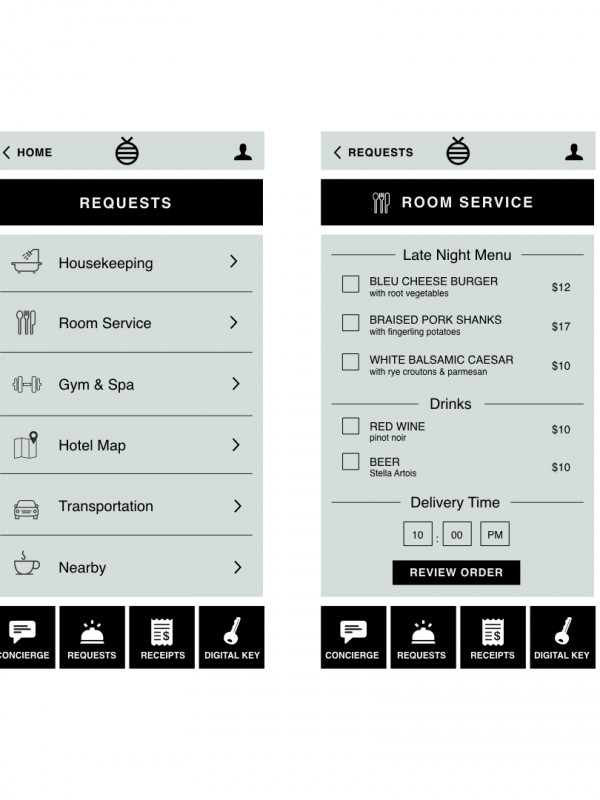 HOME
REQUESTS
Housekeeping
Room Service
Gym & Spa
Hotel Map
Transportation
Nearby
CONCIERGE
REQUESTS
RECEIPTS
DIGITAL KEY
REQUESTS
ROOM SERVICE
Late Night Menu
BLEU CHEESE BURGER $12
with root vegetables
BRAISED PORK SHANKS $17
with fingerling potatoes
WHITE BALSAMIC CAESAR $10
with rye croutons & parmesan
Drinks
RED WINE $10
pinot noir
BEER $10
Stella Artois
Delivery Time
10 : 00 PM
REVIEW ORDER
CONCIERGE
REQUESTS
RECEIPTS
DIGITAL KEY